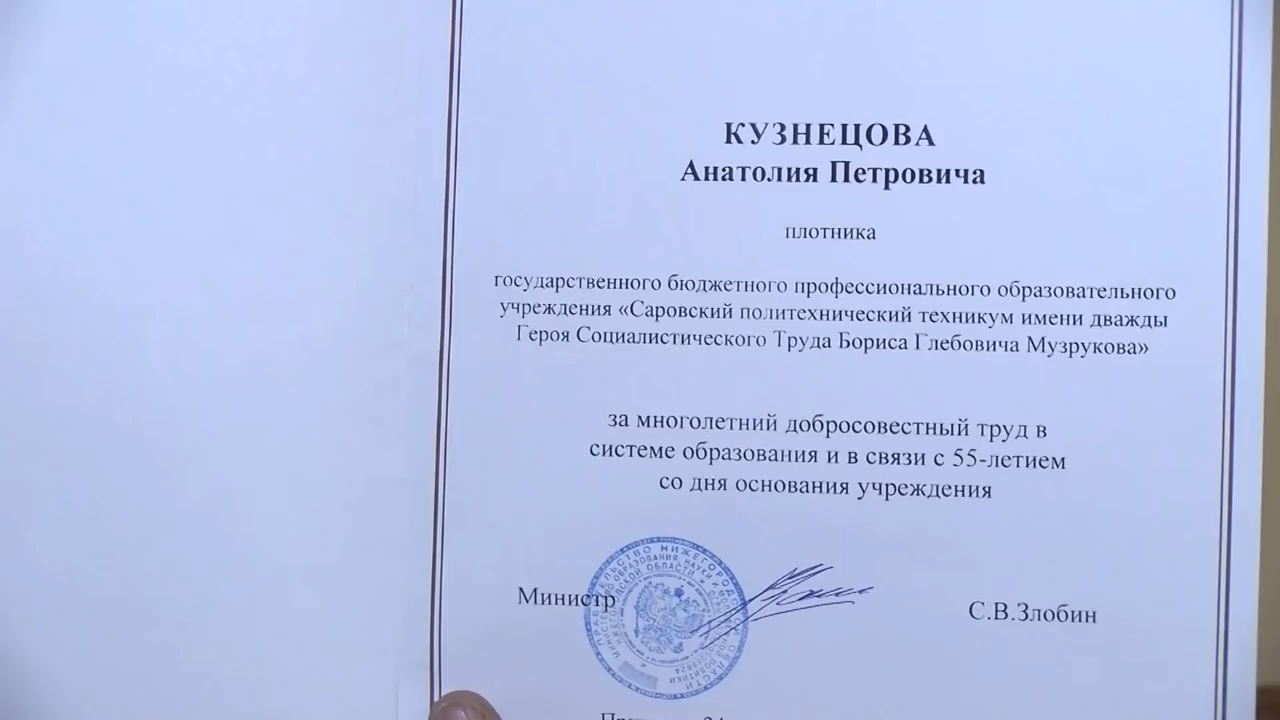 КУЗНЕЦОВА
Анатолия Петровича
плотника
государственного бюджетного профессионального образовательного
учреждения «Саровский политехнический техникум имени дважды
Героя Социалистического Труда Бориса Глебовича Музрукова»
за многолетний добросовестный труд в
системе образования и в связи с 55-летием
со дня основания учреждения
Министр
С.В.Злобин